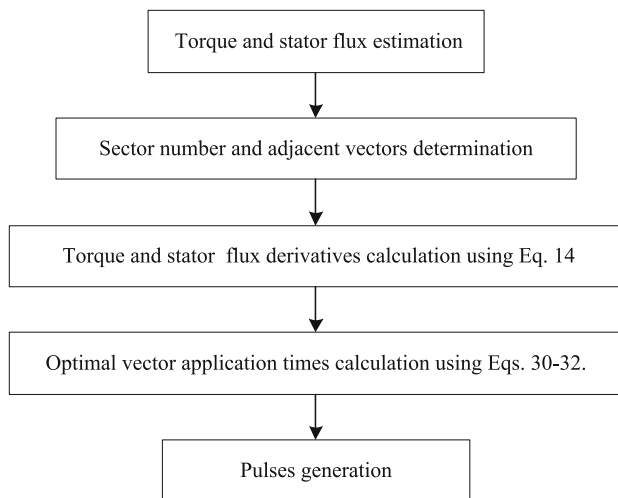 Torque and stator flux estimation
Sector number and adjacent vectors determination
Torque and stator flux derivatives calculation using Eq. 14
Optimal vector application times calculation using Eqs. 30-32.
Pulses generation